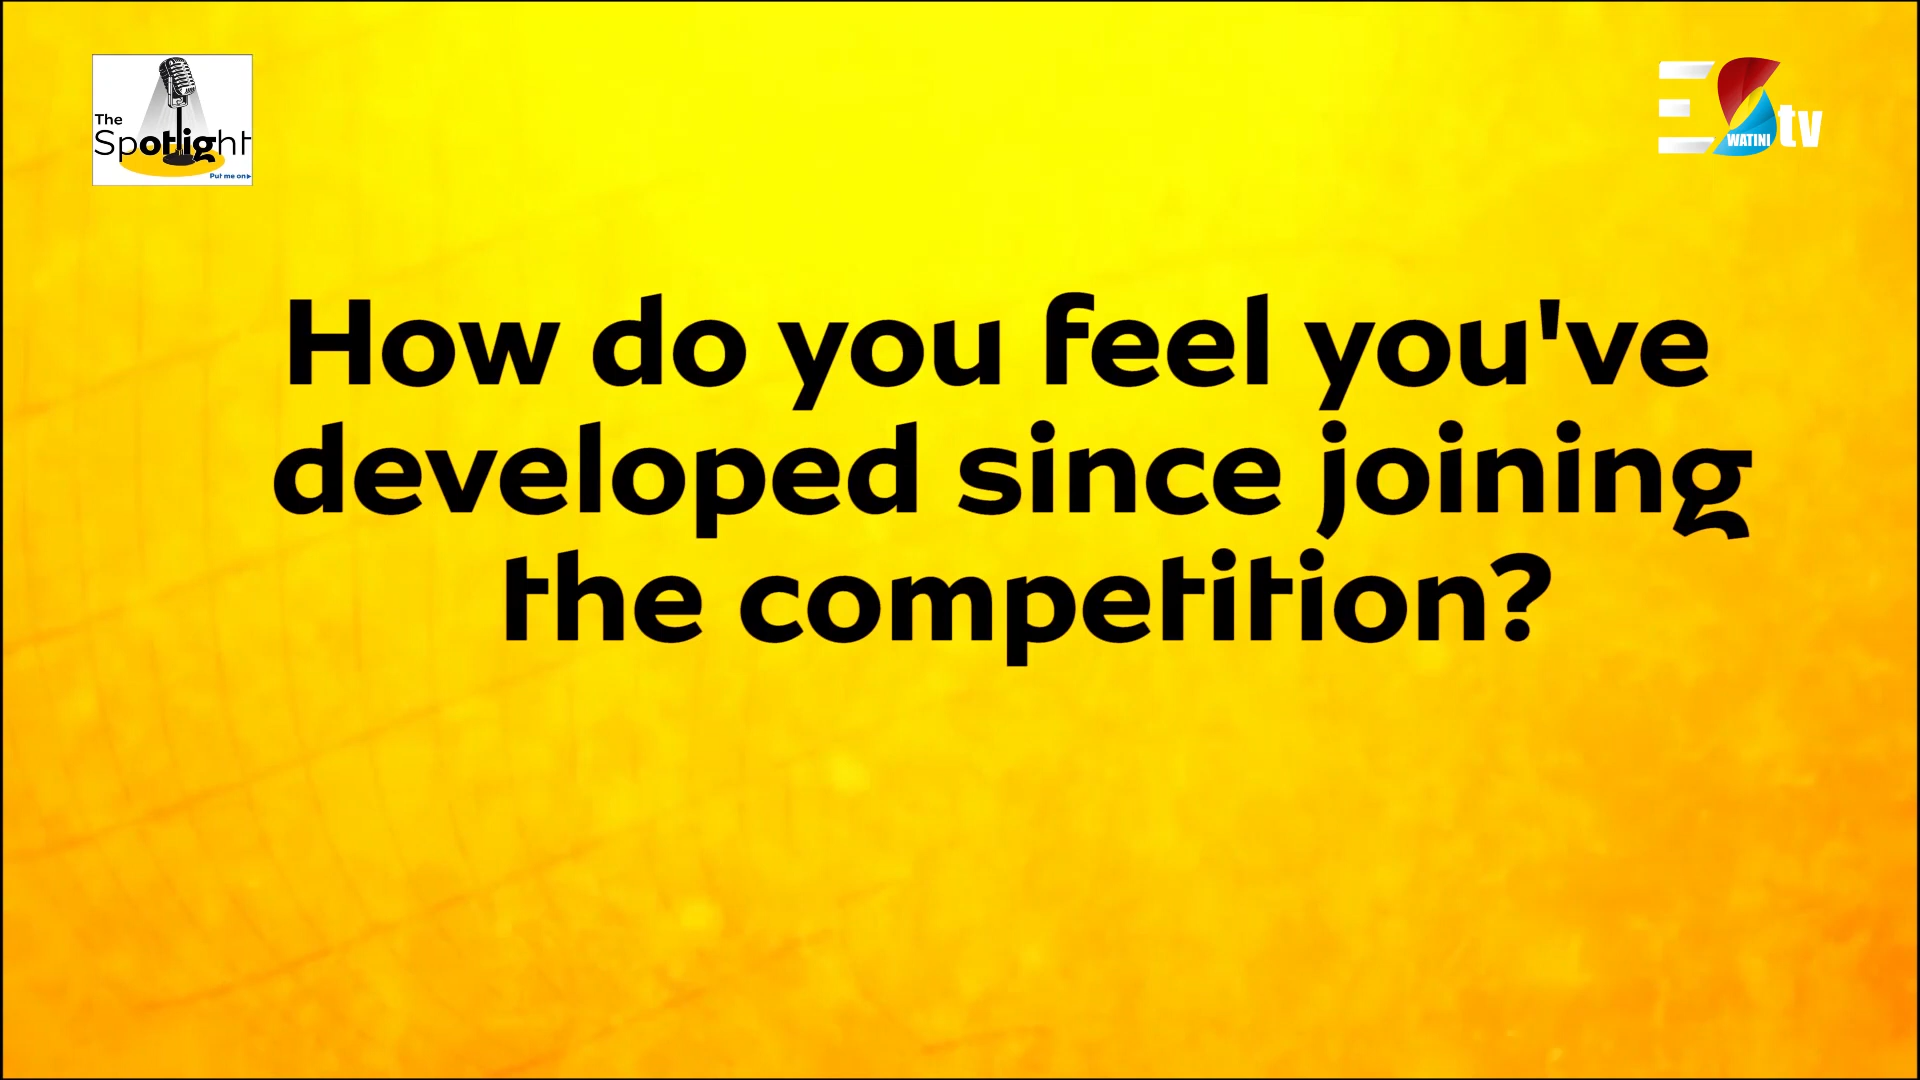 The
Spotlight
Put me on
E WATINI tv
How do you feel you've
developed since joining
the competition?